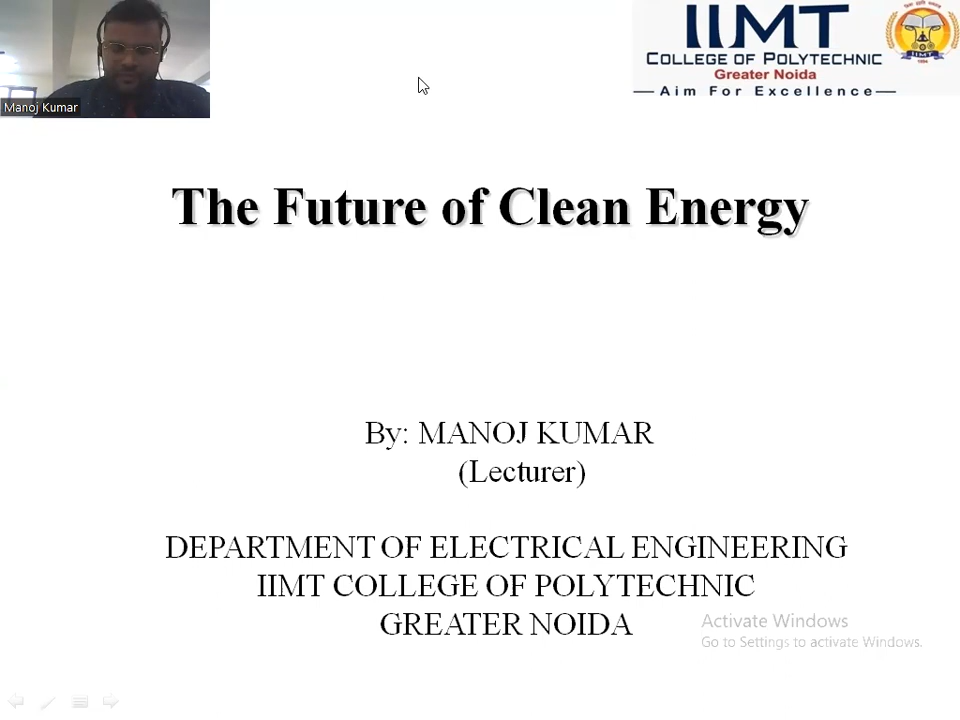 Manoj Kumar
IIMT
COLLEGE OF POLYTECHNIC
Greater Noida
Aim For Excellence
IIMT
The Future of Clean Energy
By: MANOJ KUMAR
(Lecturer)
DEPARTMENT OF ELECTRICAL ENGINEERING
IIMT COLLEGE OF POLYTECHNIC
GREATER NOIDA
Activate Windows
Go to Settings to activate Windows.